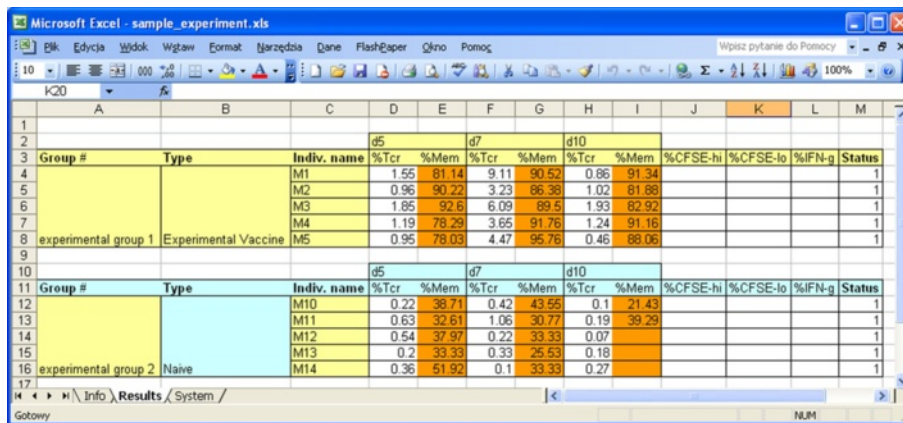 Microsoft Excel - sample_experiment.xls
Plik Edycja Widok Wstaw Format Narzędzia Dane FlashPaper Okno Pomoc Wpisz pytanie do Pomocy
10 000 100%
K20 fx
A B C D E F G H I J K L M
1
2 d5 d7 d10
3 Group # Type Indiv. name %Tcr %Mem %Tcr %Mem %Tcr %Mem %CFSE-hi %CFSE-lo %IFN-g Status
4 M1 1.55 81.14 9.11 90.52 0.86 91.34 1
5 M2 0.96 90.22 3.23 86.38 1.02 81.88 1
6 M3 1.85 92.6 6.09 89.5 1.93 82.92 1
7 M4 1.19 78.29 3.65 91.76 1.24 91.16 1
8 experimental group 1 Experimental Vaccine M5 0.95 78.03 4.47 95.76 0.46 88.06 1
9
10 d5 d7 d10
11 Group # Type Indiv. name %Tcr %Mem %Tcr %Mem %Tcr %Mem %CFSE-hi %CFSE-lo %IFN-g Status
12 M10 0.22 38.71 0.42 43.55 0.1 21.43 1
13 M11 0.63 32.61 1.06 30.77 0.19 39.29 1
14 M12 0.54 37.97 0.22 33.33 0.07 1
15 M13 0.2 33.33 0.33 25.53 0.18 1
16 experimental group 2 Naive M14 0.36 51.92 0.1 33.33 0.27 1
17
Info Results System
Gotowy NUM